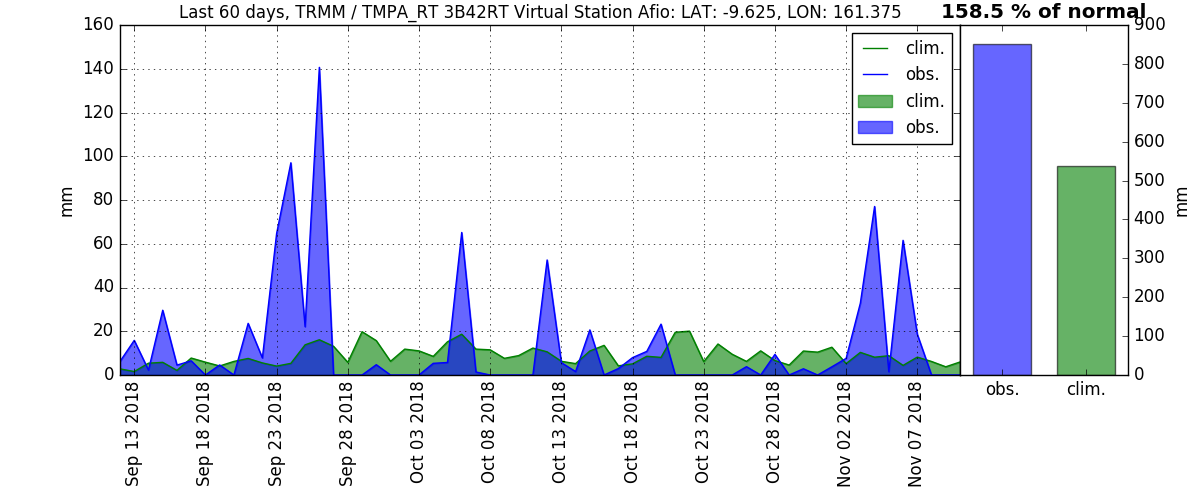 Last 60 days, TRMM / TMPA_RT 3B42RT Virtual Station Afio: LAT: -9.625, LON: 161.375
158.5 % of normal
160
140
120
100
80
60
40
20
0
mm
clim.
obs.
clim.
obs.
900
800
700
600
500
400
300
200
100
0
mm
Sep 13 2018
Sep 18 2018
Sep 23 2018
Sep 28 2018
Oct 03 2018
Oct 08 2018
Oct 13 2018
Oct 18 2018
Oct 23 2018
Oct 28 2018
Nov 02 2018
Nov 07 2018
obs.
clim.